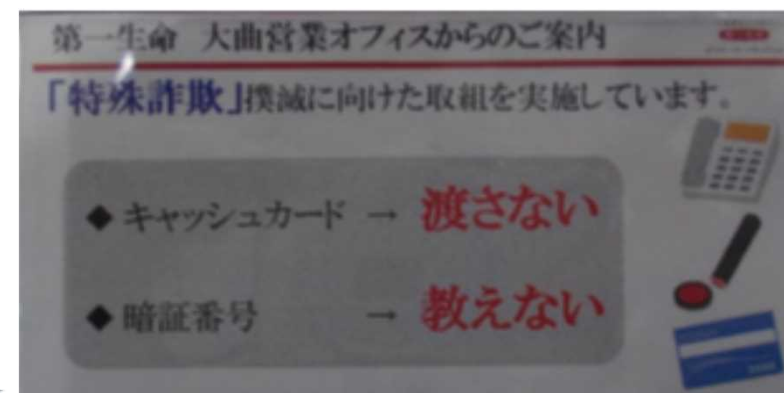 第一生命 大曲営業オフィスからのご案内
「特殊詐欺」撲滅に向けた取組を実施しています。
◆ キャッシュカード → 渡さない
◆ 暗証番号 → 教えない